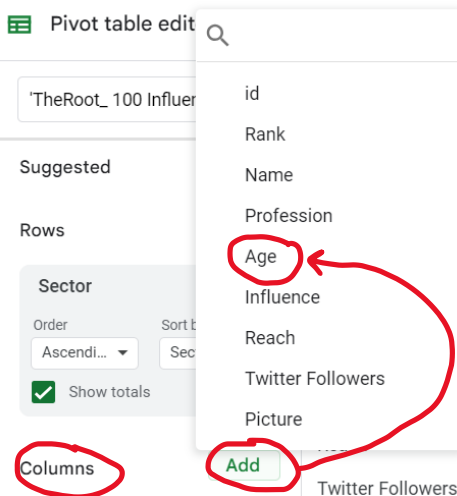 Pivot table edit
'TheRoot_ 100 Influer
Suggested
Rows
Sector
Order
Sort b
Ascendi...
Sec
Show totals
Columns
Add
id
Rank
Name
Profession
Age
Influence
Reach
Twitter Followers
Picture
Twitter Followers